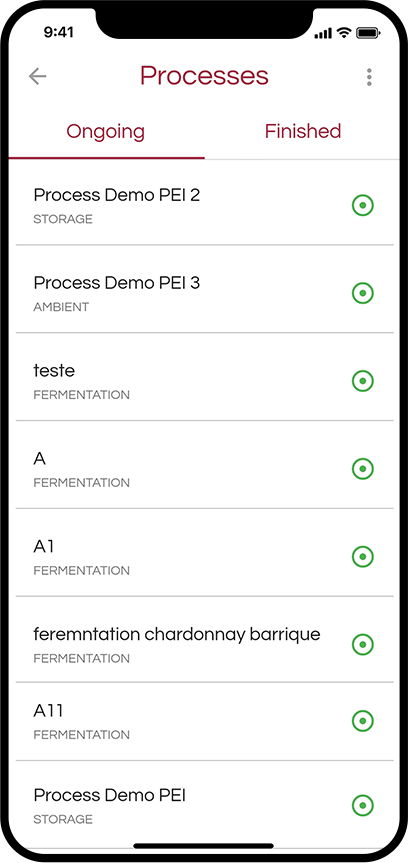 9:41
Processes
Ongoing Finished
Process Demo PEI 2
STORAGE
Process Demo PEI 3
AMBIENT
teste
FERMENTATION
A
FERMENTATION
A1
FERMENTATION
feremntation chardonnay barrique
FERMENTATION
A11
FERMENTATION
Process Demo PEI
STORAGE